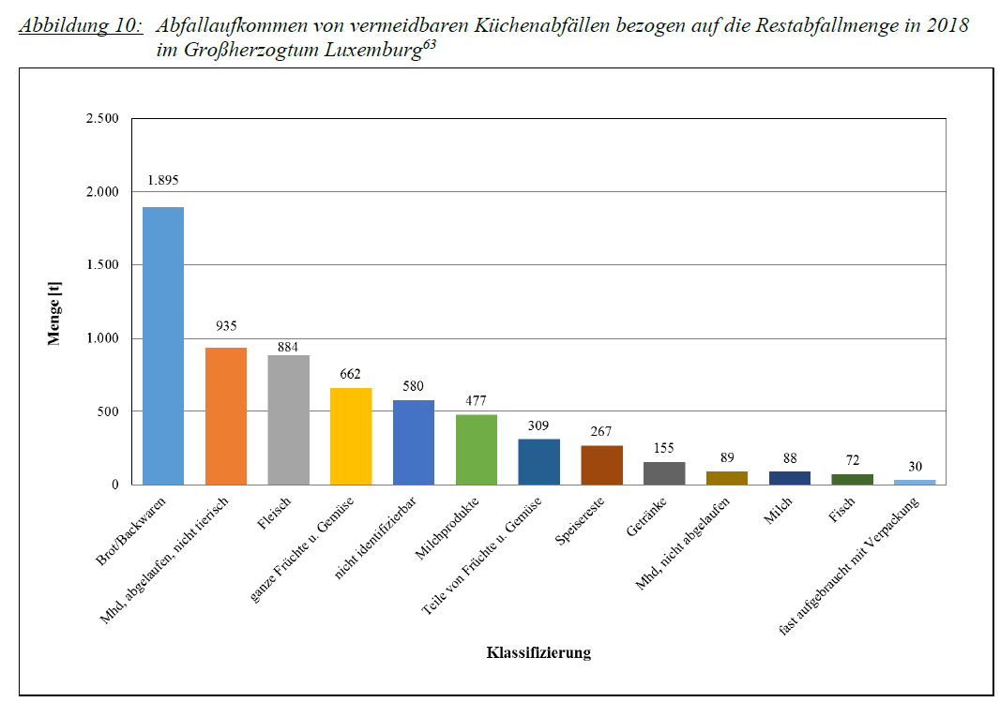 Abbildung 10: Abfallaufkommen von vermeidbaren Küchenabfällen bezogen auf die Restabfallmenge in 2018
im Großherzogtum Luxemburg63
2.500
2.000
1.500
1.000
500
0
Menge [t]
1.895
935
884
662
580
477
309
267
155
89
88
72
30
Brot/Backwaren
Mhd, abgelaufen, nicht tierisch
Fleisch
ganze Früchte u. Gemüse
nicht identifizierbar
Milchprodukte
Teile von Früchte u. Gemüse
Speisereste
Getränke
Mhd, nicht abgelaufen
Milch
Fisch
fast aufgebraucht mit Verpackung
Klassifizierung